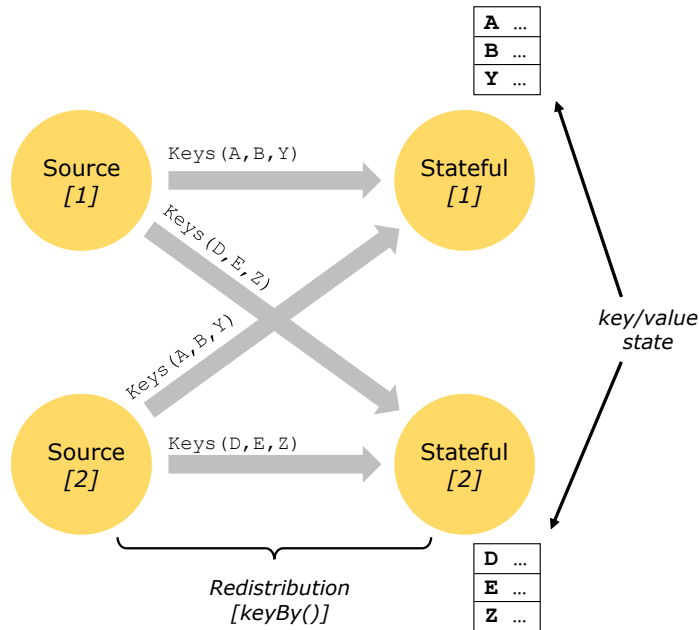 A …
B …
Y …
Source
[1]
Keys(A,B,Y)
Stateful
[1]
Keys(D,E,Z)
key/value
state
Keys(A,B,Y)
Source
[2]
Keys(D,E,Z)
Stateful
[2]
D …
E …
Z …
Redistribution
[keyBy()]